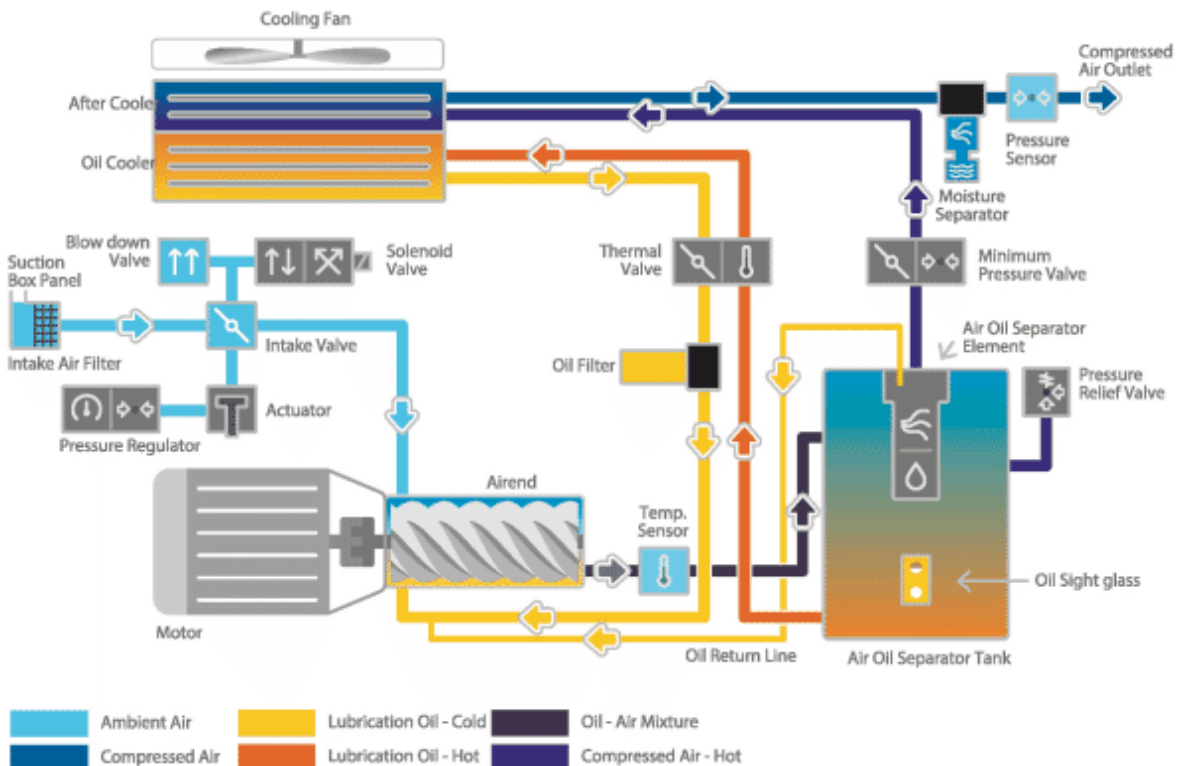 Cooling Fan
After Coole
Oil Cooler
Compressed
Air Outlet
Pressure
Sensor
Moisture
Separator
Blow down
Valve
Solenoid
Valve
Suction
Box Panel
Thermal
Valve
Minimum
Pressure Valve
Intake Air Filter
Intake Valve
Air Oil Separator
Element
Oil Filter
Pressure
Relief Valve
Pressure Regulator
Actuator
Airend
Temp.
Sensor
Oil Sight glass
Motor
Oil Return Line
Air Oil Separator Tank
Ambient Air
Lubrication Oil - Cold
Oil - Air Mixture
Compressed Air
Lubrication Oil - Hot
Compressed Air - Hot